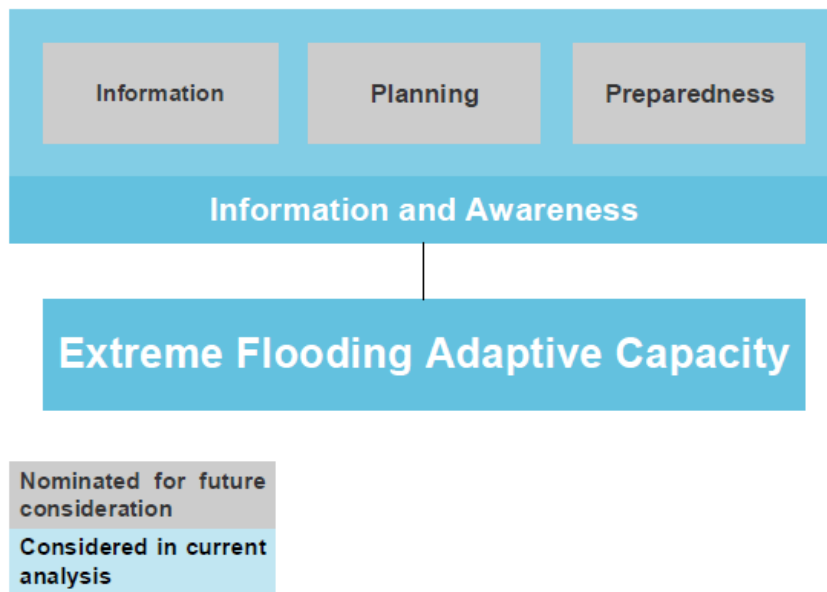 Information
Planning
Preparedness
Information and Awareness
Extreme Flooding Adaptive Capacity
Nominated for future
consideration
Considered in current
analysis